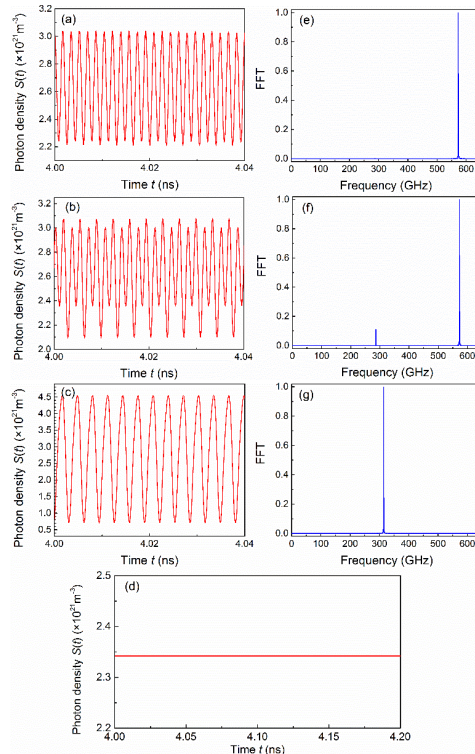 (a)
Photon density S(t) (×10²¹m⁻³)
3.0
2.8
2.6
2.4
2.2
4.00 4.02 4.04
Time t (ns)
(e)
FFT
1.0
0.8
0.6
0.4
0.2
0.0
0 100 200 300 400 500 600
Frequency (GHz)
(b)
Photon density S(t) (×10²¹m⁻³)
3.2
3.0
2.8
2.6
2.4
2.2
2.0
4.00 4.02 4.04
Time t (ns)
(f)
FFT
1.0
0.8
0.6
0.4
0.2
0.0
0 100 200 300 400 500 600
Frequency (GHz)
(c)
Photon density S(t) (×10²¹m⁻³)
4.5
4.0
3.5
3.0
2.5
2.0
1.5
1.0
0.5
4.00 4.02 4.04
Time t (ns)
(g)
FFT
1.0
0.8
0.6
0.4
0.2
0.0
0 100 200 300 400 500 600
Frequency (GHz)
(d)
Photon density S(t) (×10²¹m⁻³)
2.5
2.4
2.3
2.2
4.00 4.05 4.10 4.15 4.20
Time t (ns)